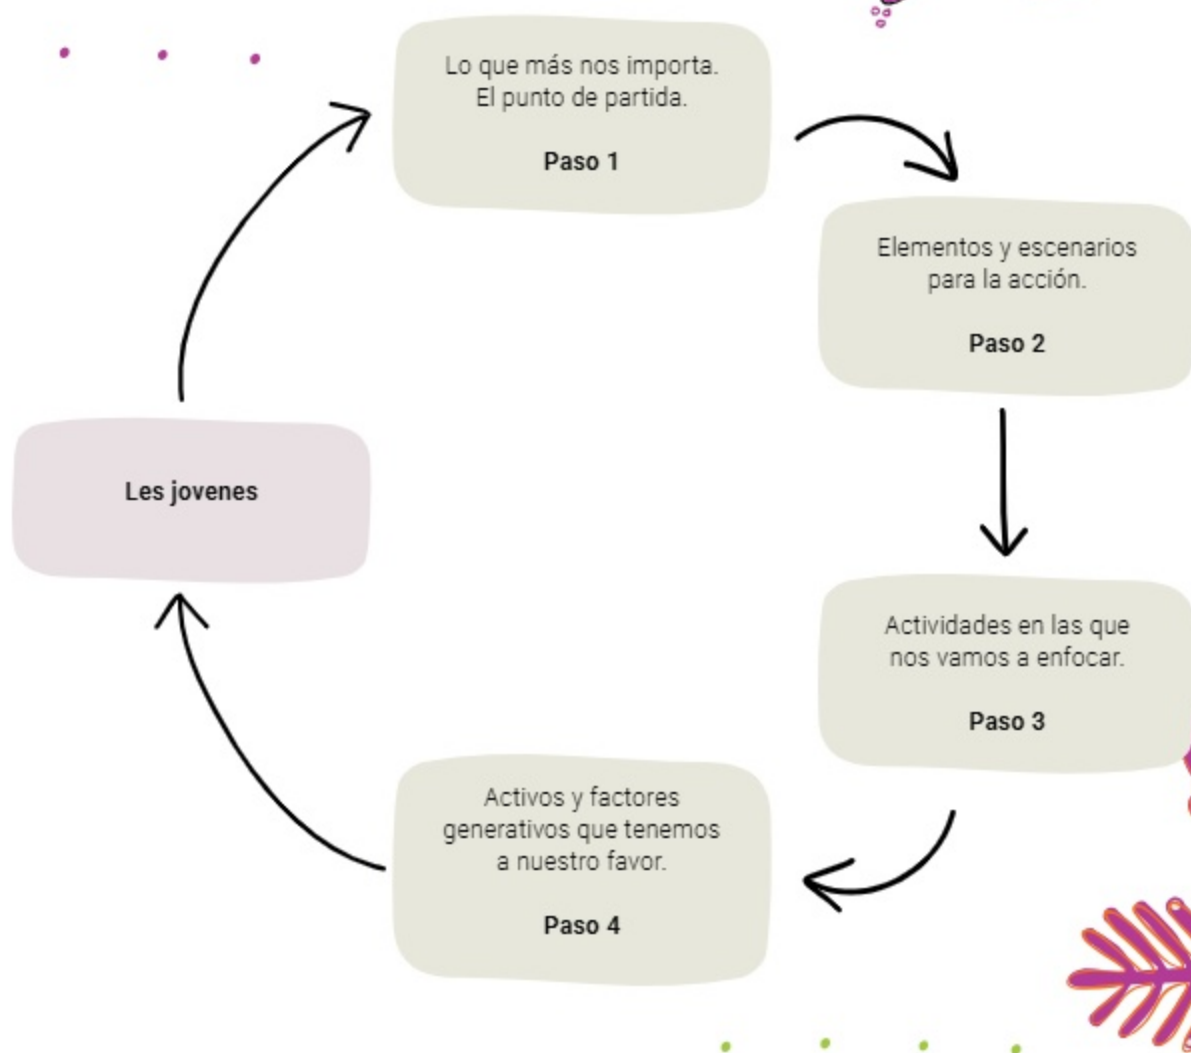 Lo que más nos importa.
El punto de partida.
Paso 1
Elementos y escenarios
para la acción.
Paso 2
Actividades en las que
nos vamos a enfocar.
Paso 3
Activos y factores
generativos que tenemos
a nuestro favor.
Paso 4
Les jovenes